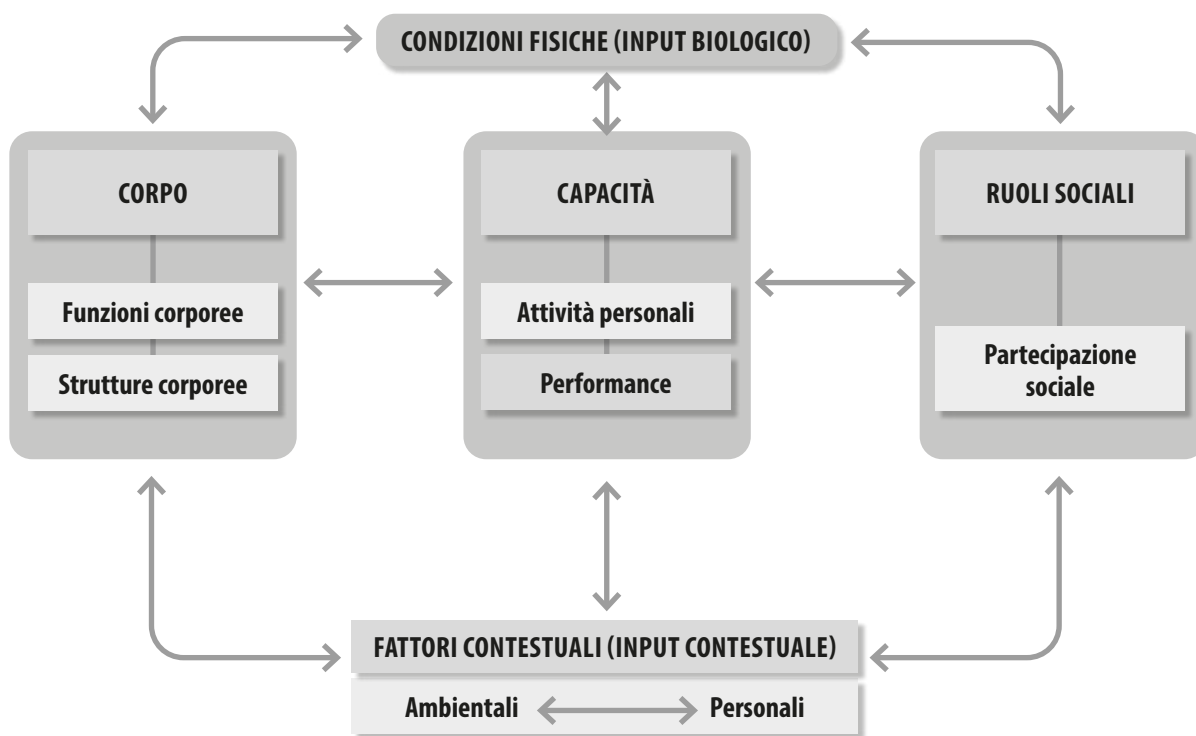 CONDIZIONI FISICHE (INPUT BIOLOGICO)
CORPO
Funzioni corporee
Strutture corporee
CAPACITÀ
Attività personali
Performance
RUOLI SOCIALI
Partecipazione
sociale
FATTORI CONTESTUALI (INPUT CONTESTUALE)
Ambientali
Personali